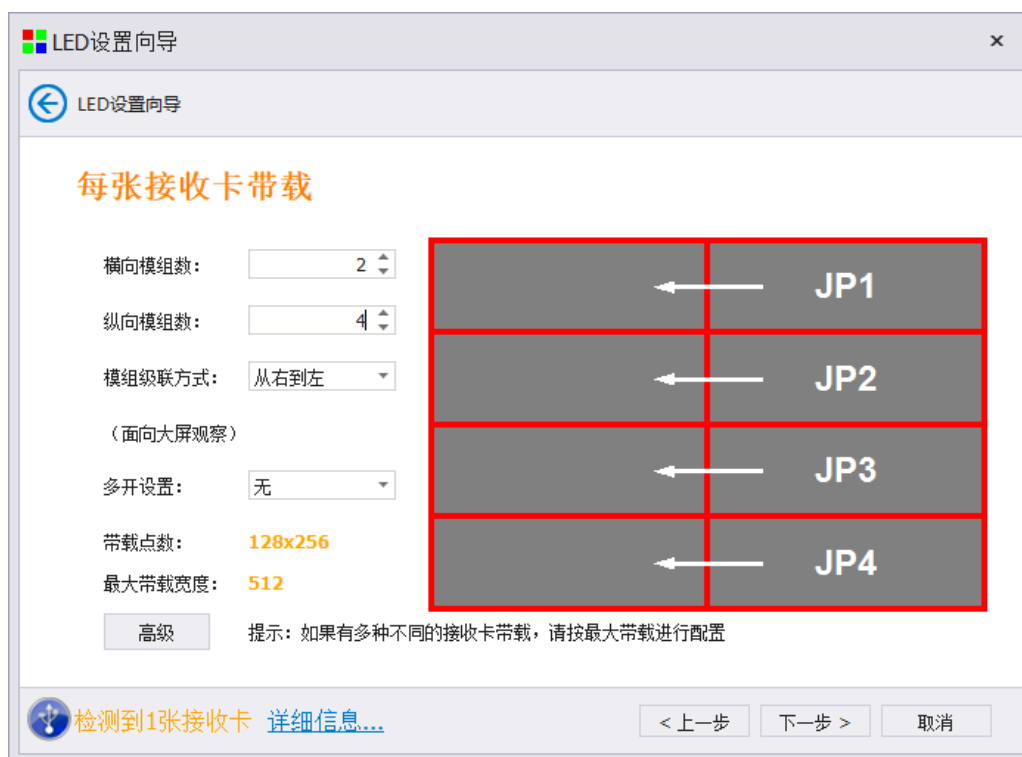 LED设置向导
LED设置向导
每张接收卡带载
横向模组数: 2
JP1
纵向模组数: 4
JP2
模组级联方式: 从右到左
(面向大屏观察)
JP3
多开设置: 无
带载点数: 128x256
JP4
最大带载宽度: 512
高级 提示: 如果有多种不同的接收卡带载,请按最大带载进行配置
检测到1张接收卡 详细信息... <上一步 下一步> 取消